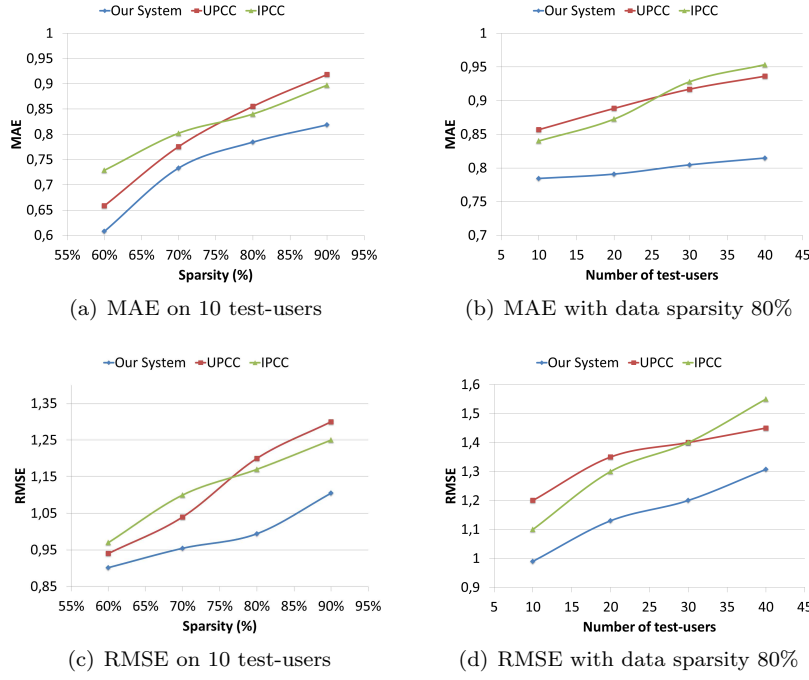 Our System UPCC IPCC
1
0,95
0,9
0,85
0,8
0,75
0,7
0,65
0,6
MAE
55% 60% 65% 70% 75% 80% 85% 90% 95%
Sparsity (%)
(a) MAE on 10 test-users
Our System UPCC IPCC
1
0,95
0,9
0,85
0,8
0,75
0,7
MAE
5 10 15 20 25 30 35 40 45
Number of test-users
(b) MAE with data sparsity 80%
Our System UPCC IPCC
1,35
1,25
1,15
1,05
0,95
0,85
RMSE
55% 60% 65% 70% 75% 80% 85% 90% 95%
Sparsity (%)
(c) RMSE on 10 test-users
Our System UPCC IPCC
1,6
1,5
1,4
1,3
1,2
1,1
1
0,9
RMSE
5 10 15 20 25 30 35 40 45
Number of test-users
(d) RMSE with data sparsity 80%